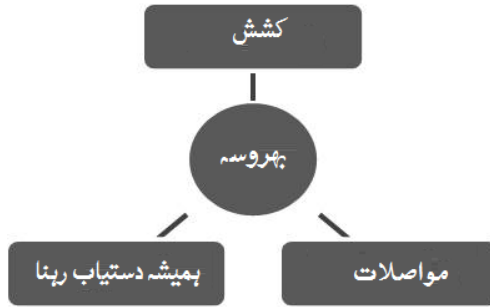 کشش
بھروسہ
مواصلات
ہمیشہ دستیاب رہنا